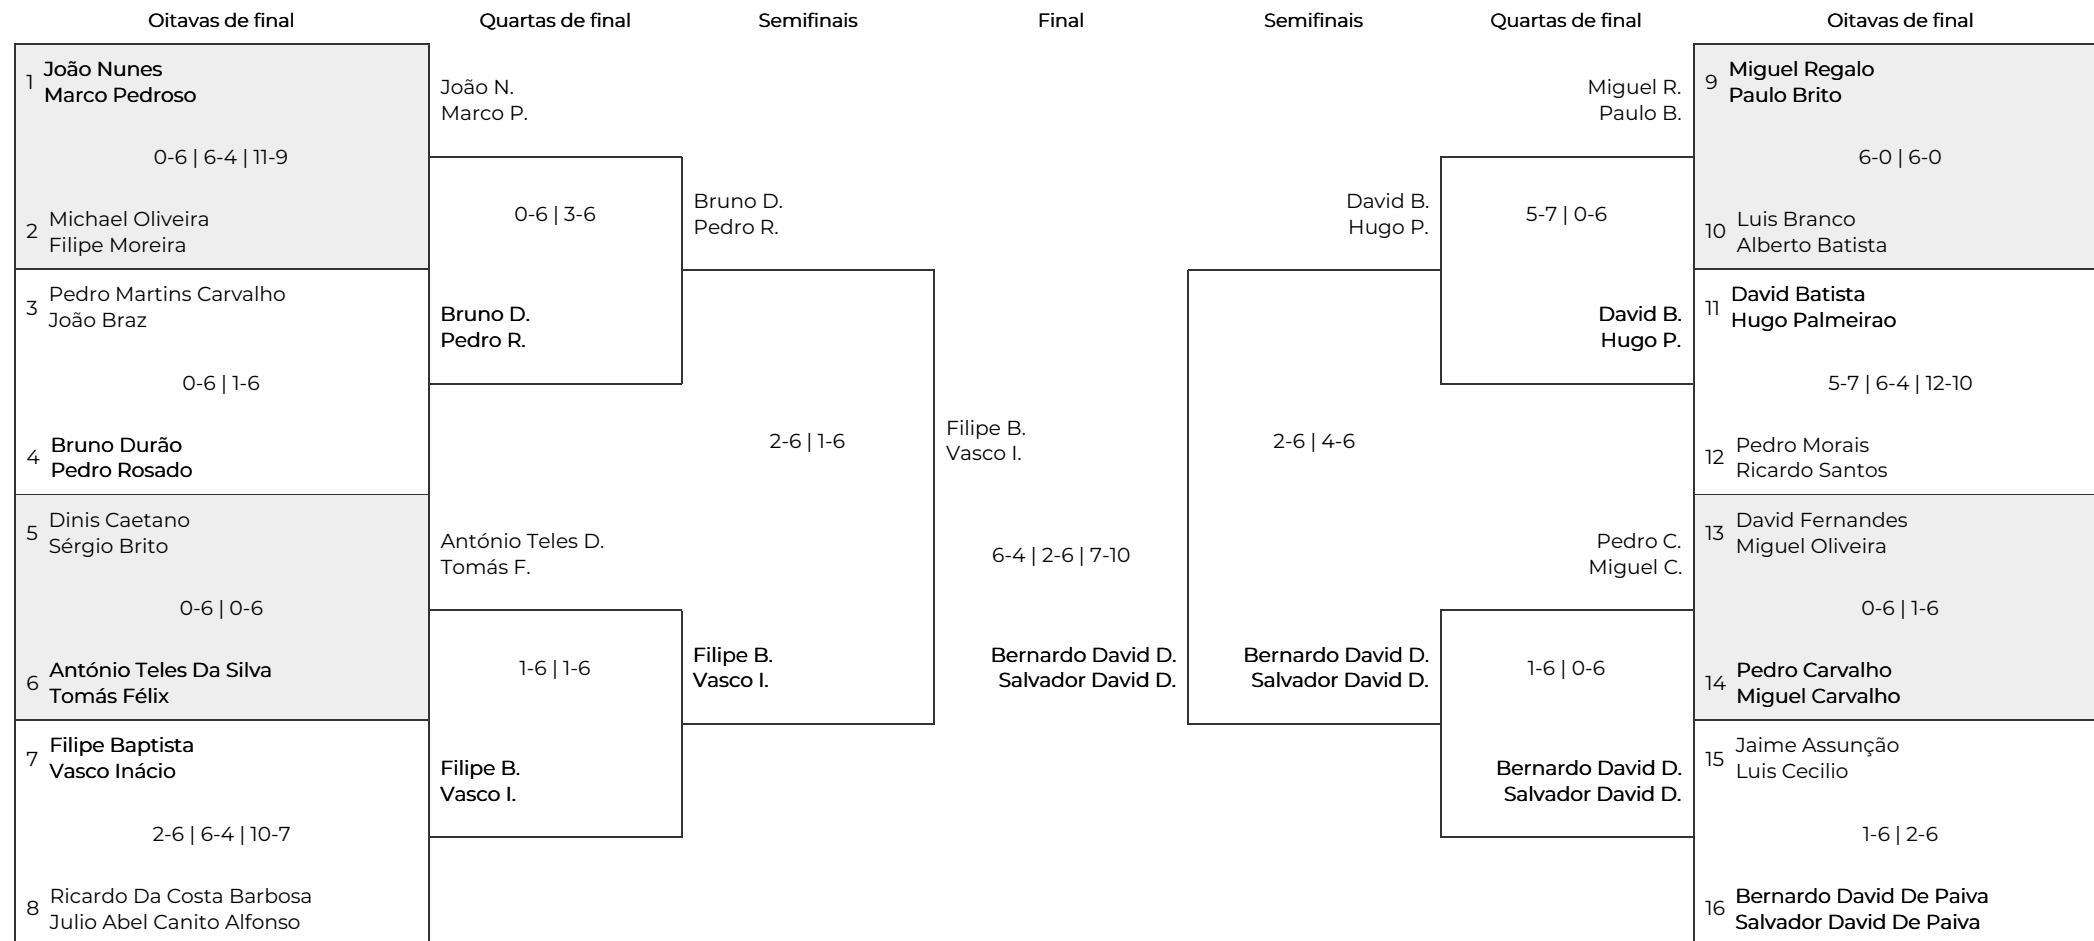 Oitavas de final
Quartas de final
Semifinais
Final
Semifinais
Quartas de final
Oitavas de final
1
João Nunes
Marco Pedroso
0-6 | 6-4 | 11-9
2
Michael Oliveira
Filipe Moreira
3
Pedro Martins Carvalho
João Braz
0-6 | 1-6
4
Bruno Durão
Pedro Rosado
5
Dinis Caetano
Sérgio Brito
0-6 | 0-6
6
António Teles Da Silva
Tomás Félix
7
Filipe Baptista
Vasco Inácio
2-6 | 6-4 | 10-7
8
Ricardo Da Costa Barbosa
Julio Abel Canito Alfonso
João N.
Marco P.
0-6 | 3-6
Bruno D.
Pedro R.
António Teles D.
Tomás F.
1-6 | 1-6
Filipe B.
Vasco I.
Bruno D.
Pedro R.
2-6 | 1-6
Filipe B.
Vasco I.
Filipe B.
Vasco I.
6-4 | 2-6 | 7-10
Bernardo David D.
Salvador David D.
David B.
Hugo P.
2-6 | 4-6
Bernardo David D.
Salvador David D.
Miguel R.
Paulo B.
5-7 | 0-6
David B.
Hugo P.
Pedro C.
Miguel C.
1-6 | 0-6
Bernardo David D.
Salvador David D.
9
Miguel Regalo
Paulo Brito
6-0 | 6-0
10
Luis Branco
Alberto Batista
11
David Batista
Hugo Palmeirao
5-7 | 6-4 | 12-10
12
Pedro Morais
Ricardo Santos
13
David Fernandes
Miguel Oliveira
0-6 | 1-6
14
Pedro Carvalho
Miguel Carvalho
15
Jaime Assunção
Luis Cecilio
1-6 | 2-6
16
Bernardo David De Paiva
Salvador David De Paiva